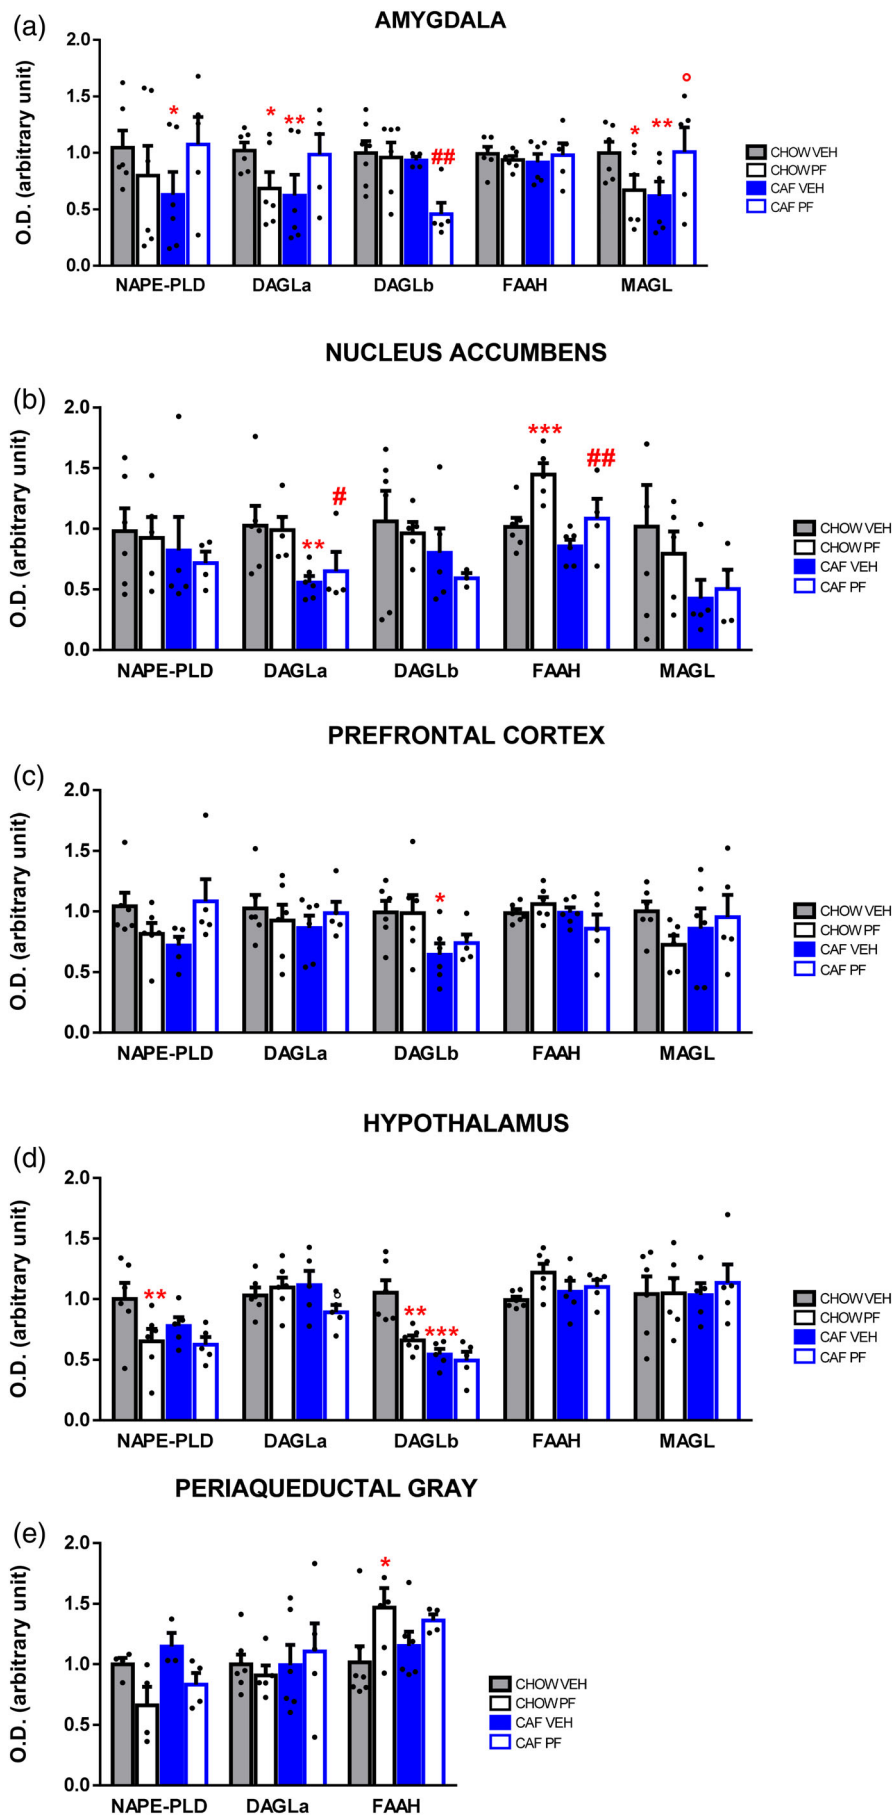 (a)
AMYGDALA
O.D. (arbitrary unit)
2.0
1.5
1.0
0.5
0.0
*
*
**
##
*
**
°
NAPE-PLD DAGLa DAGLb FAAH MAGL
CHOW VEH
CHOW PF
CAF VEH
CAF PF
NUCLEUS ACCUMBENS
(b)
O.D. (arbitrary unit)
2.0
1.5
1.0
0.5
0.0
**
#
***
##
NAPE-PLD DAGLa DAGLb FAAH MAGL
CHOW VEH
CHOW PF
CAF VEH
CAF PF
PREFRONTAL CORTEX
(c)
O.D. (arbitrary unit)
2.0
1.5
1.0
0.5
0.0
*
NAPE-PLD DAGLa DAGLb FAAH MAGL
CHOW VEH
CHOW PF
CAF VEH
CAF PF
HYPOTHALAMUS
(d)
O.D. (arbitrary unit)
2.0
1.5
1.0
0.5
0.0
**
°
**
***
NAPE-PLD DAGLa DAGLb FAAH MAGL
CHOW VEH
CHOW PF
CAF VEH
CAF PF
PERIAQUEDUCTAL GRAY
(e)
O.D. (arbitrary unit)
2.0
1.5
1.0
0.5
0.0
*
NAPE-PLD DAGLa FAAH
CHOW VEH
CHOW PF
CAF VEH
CAF PF